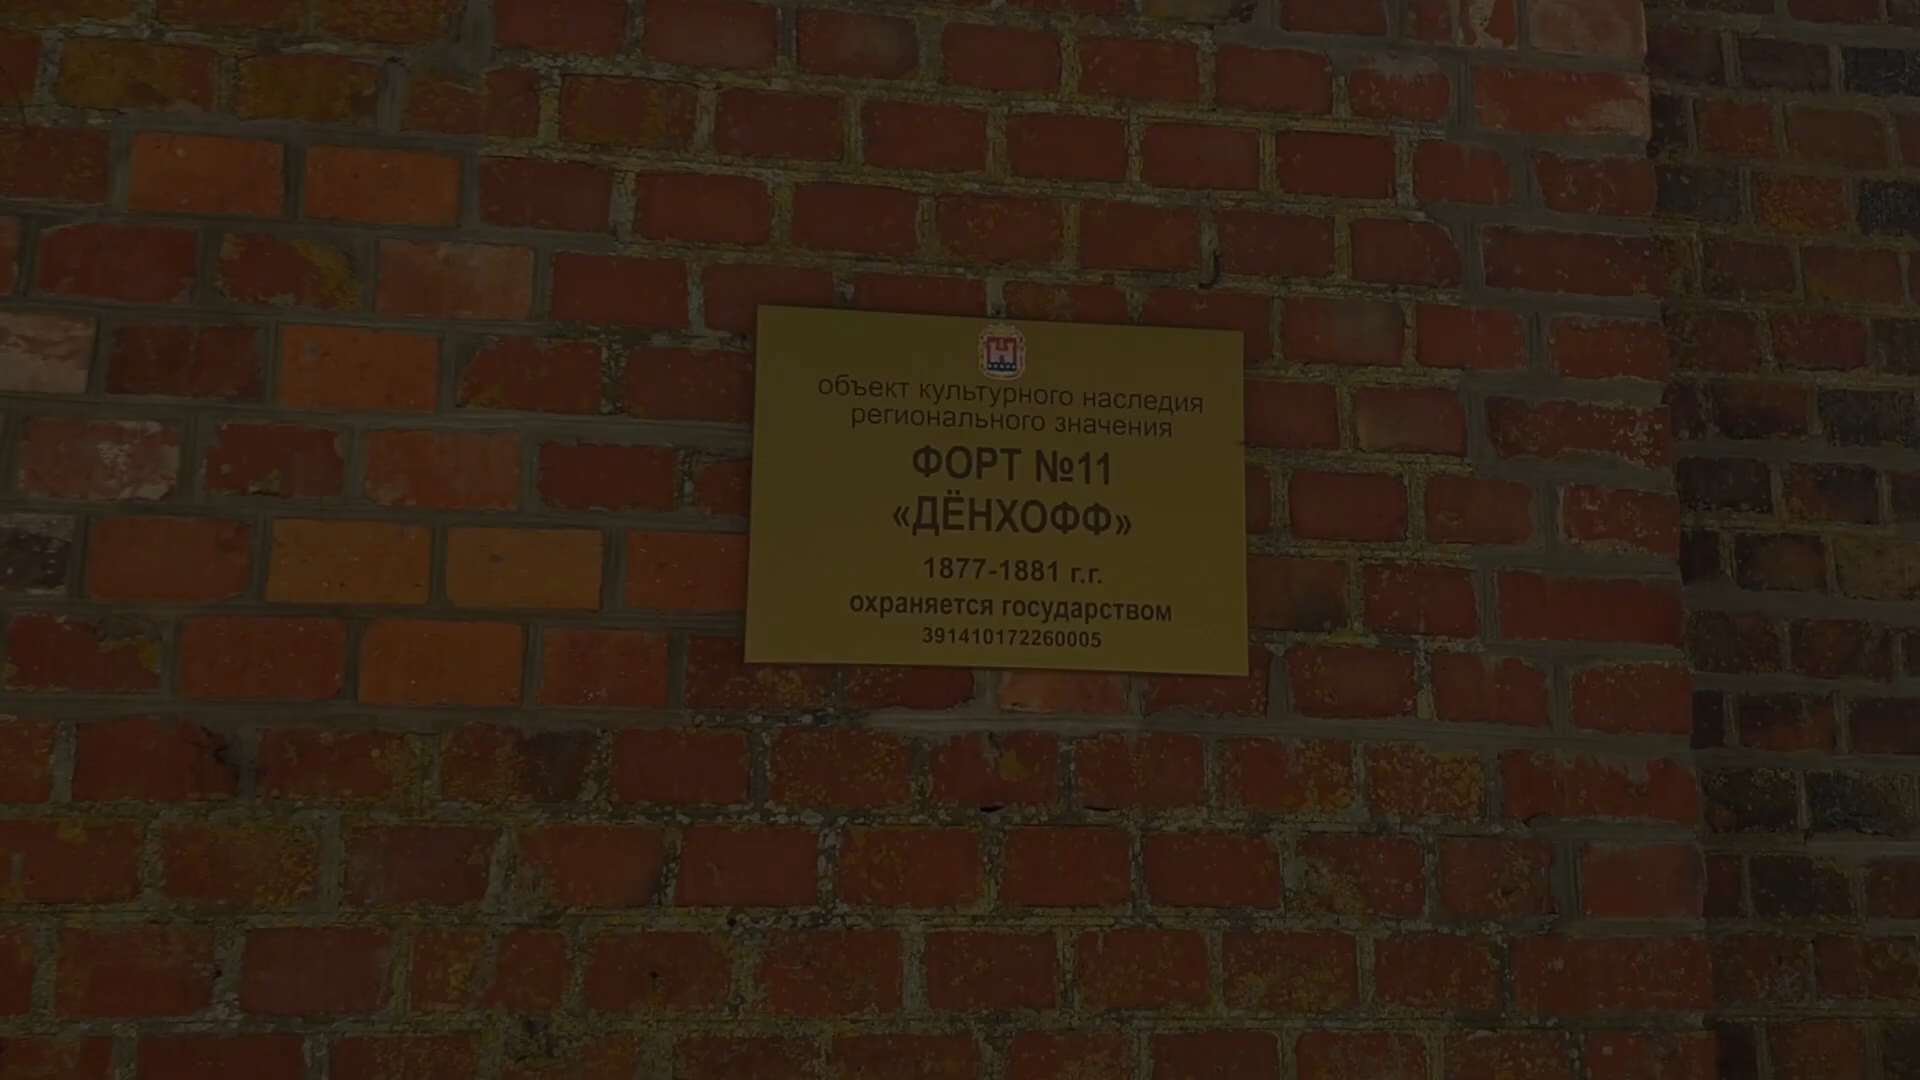 объект культурного наследия
регионального значения
ФОРТ №11
«ДЁНХОФФ»
1877-1881 г.г.
охраняется государством
391410172260005